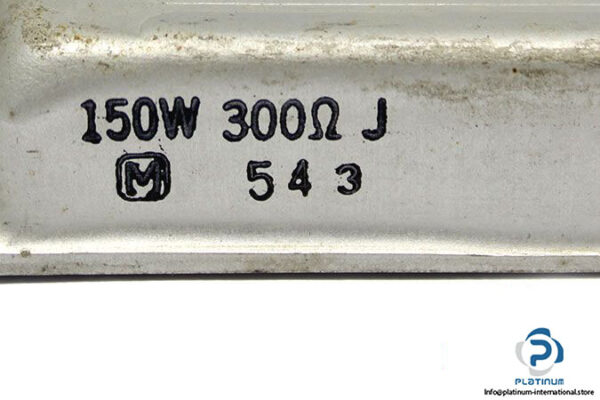 150W 300Ω J
M 543
PLATINUM
Info@platinum-international.store